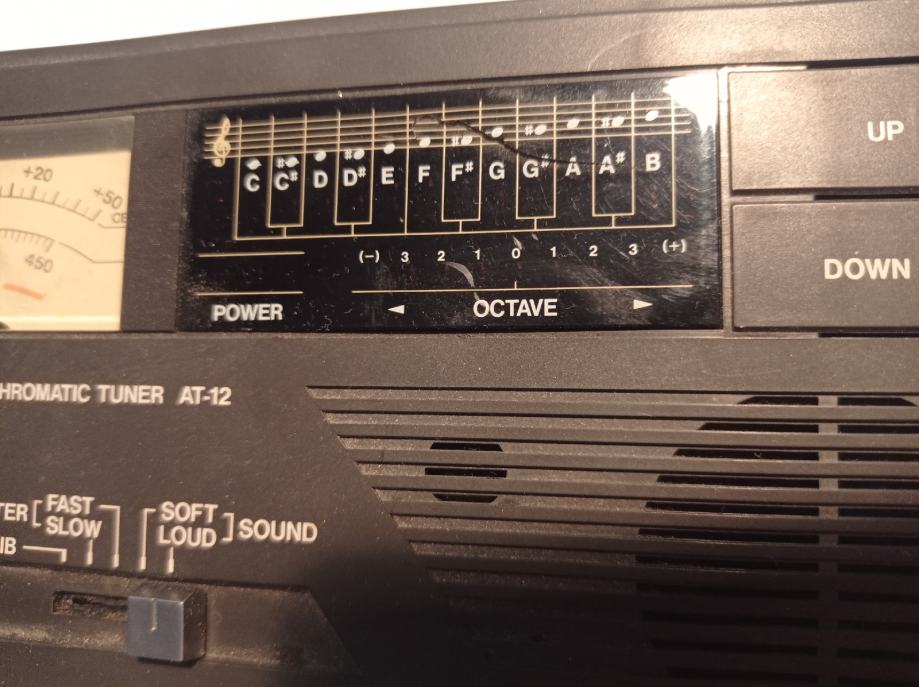 +20
+50
CE
450
C C# D D# E F F# G G# A A# B
(−) 3 2 1 0 1 2 3 (+)
POWER
◄ OCTAVE ►
UP
DOWN
HROMATIC TUNER AT-12
TER FAST
SLOW
IB
SOFT
LOUD SOUND